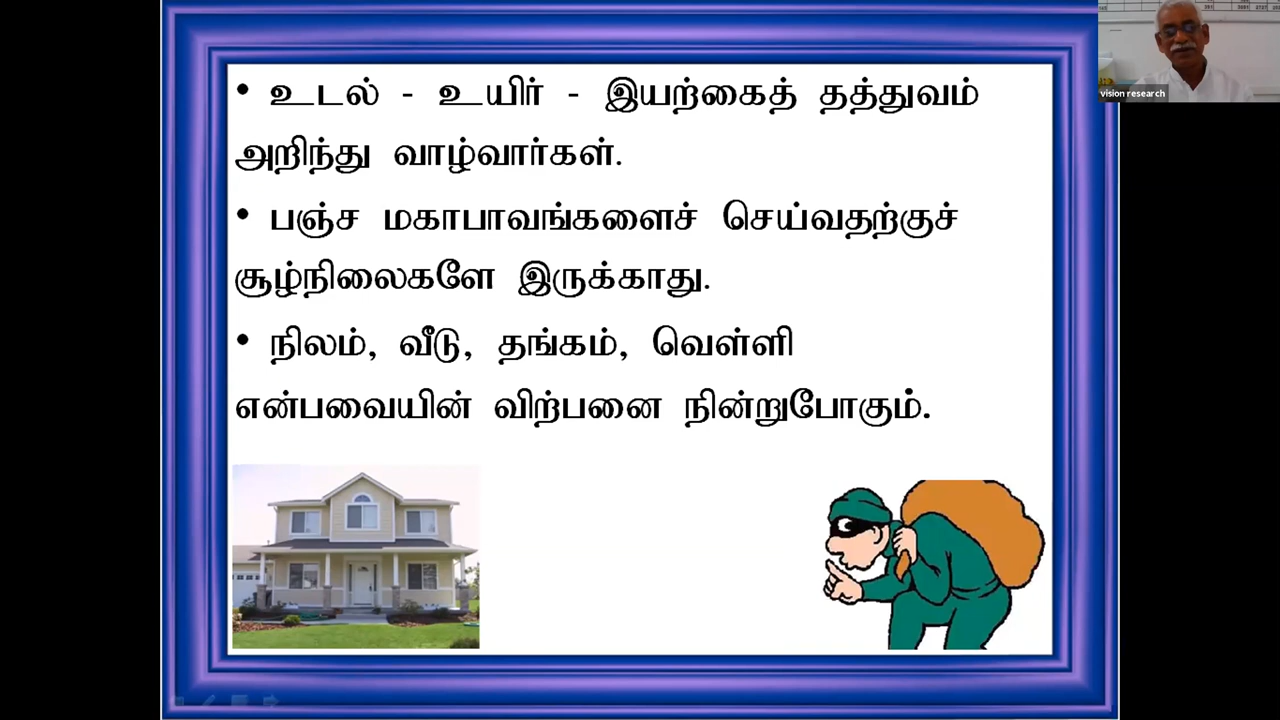 • உடல் - உயிர் - இயற்கைத் தத்துவம்
அறிந்து வாழ்வார்கள்.
• பஞ்ச மகாபாவங்களைச் செய்வதற்குச்
சூழ்நிலைகளே இருக்காது.
• நிலம், வீடு, தங்கம், வெள்ளி
என்பவையின் விற்பனை நின்றுபோகும்.
vision research